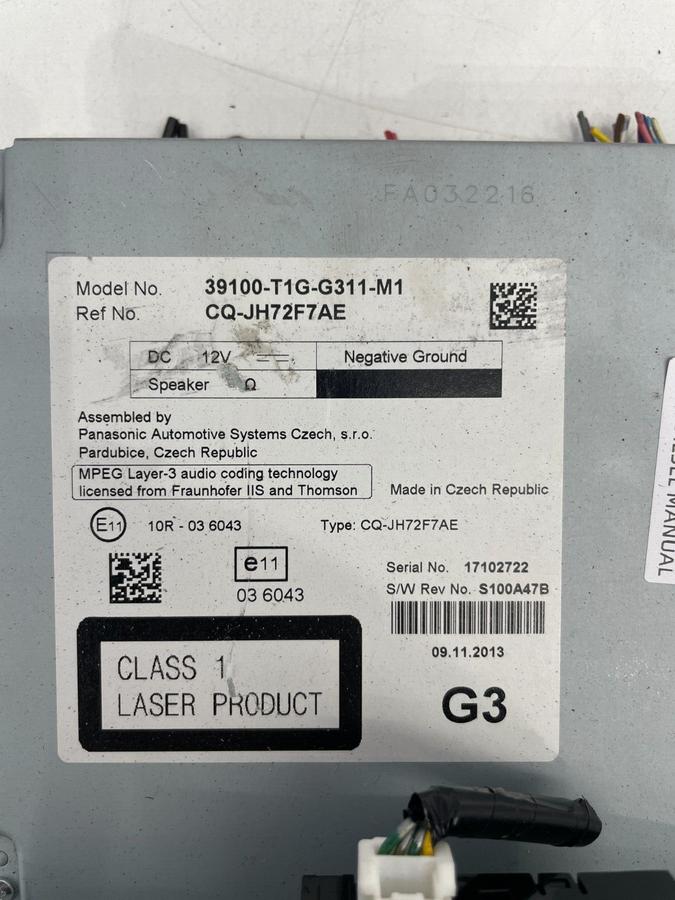 FA032216
Model No. 39100-T1G-G311-M1
Ref No. CQ-JH72F7AE
DC 12V Negative Ground
Speaker Ω
Assembled by
Panasonic Automotive Systems Czech, s.r.o.
Pardubice, Czech Republic
MPEG Layer-3 audio coding technology
licensed from Fraunhofer IIS and Thomson
Made in Czech Republic
E11 10R - 03 6043 Type: CQ-JH72F7AE
e11
03 6043
Serial No. 17102722
S/W Rev No. S100A47B
09.11.2013
CLASS 1
LASER PRODUCT
G3
MANUAL